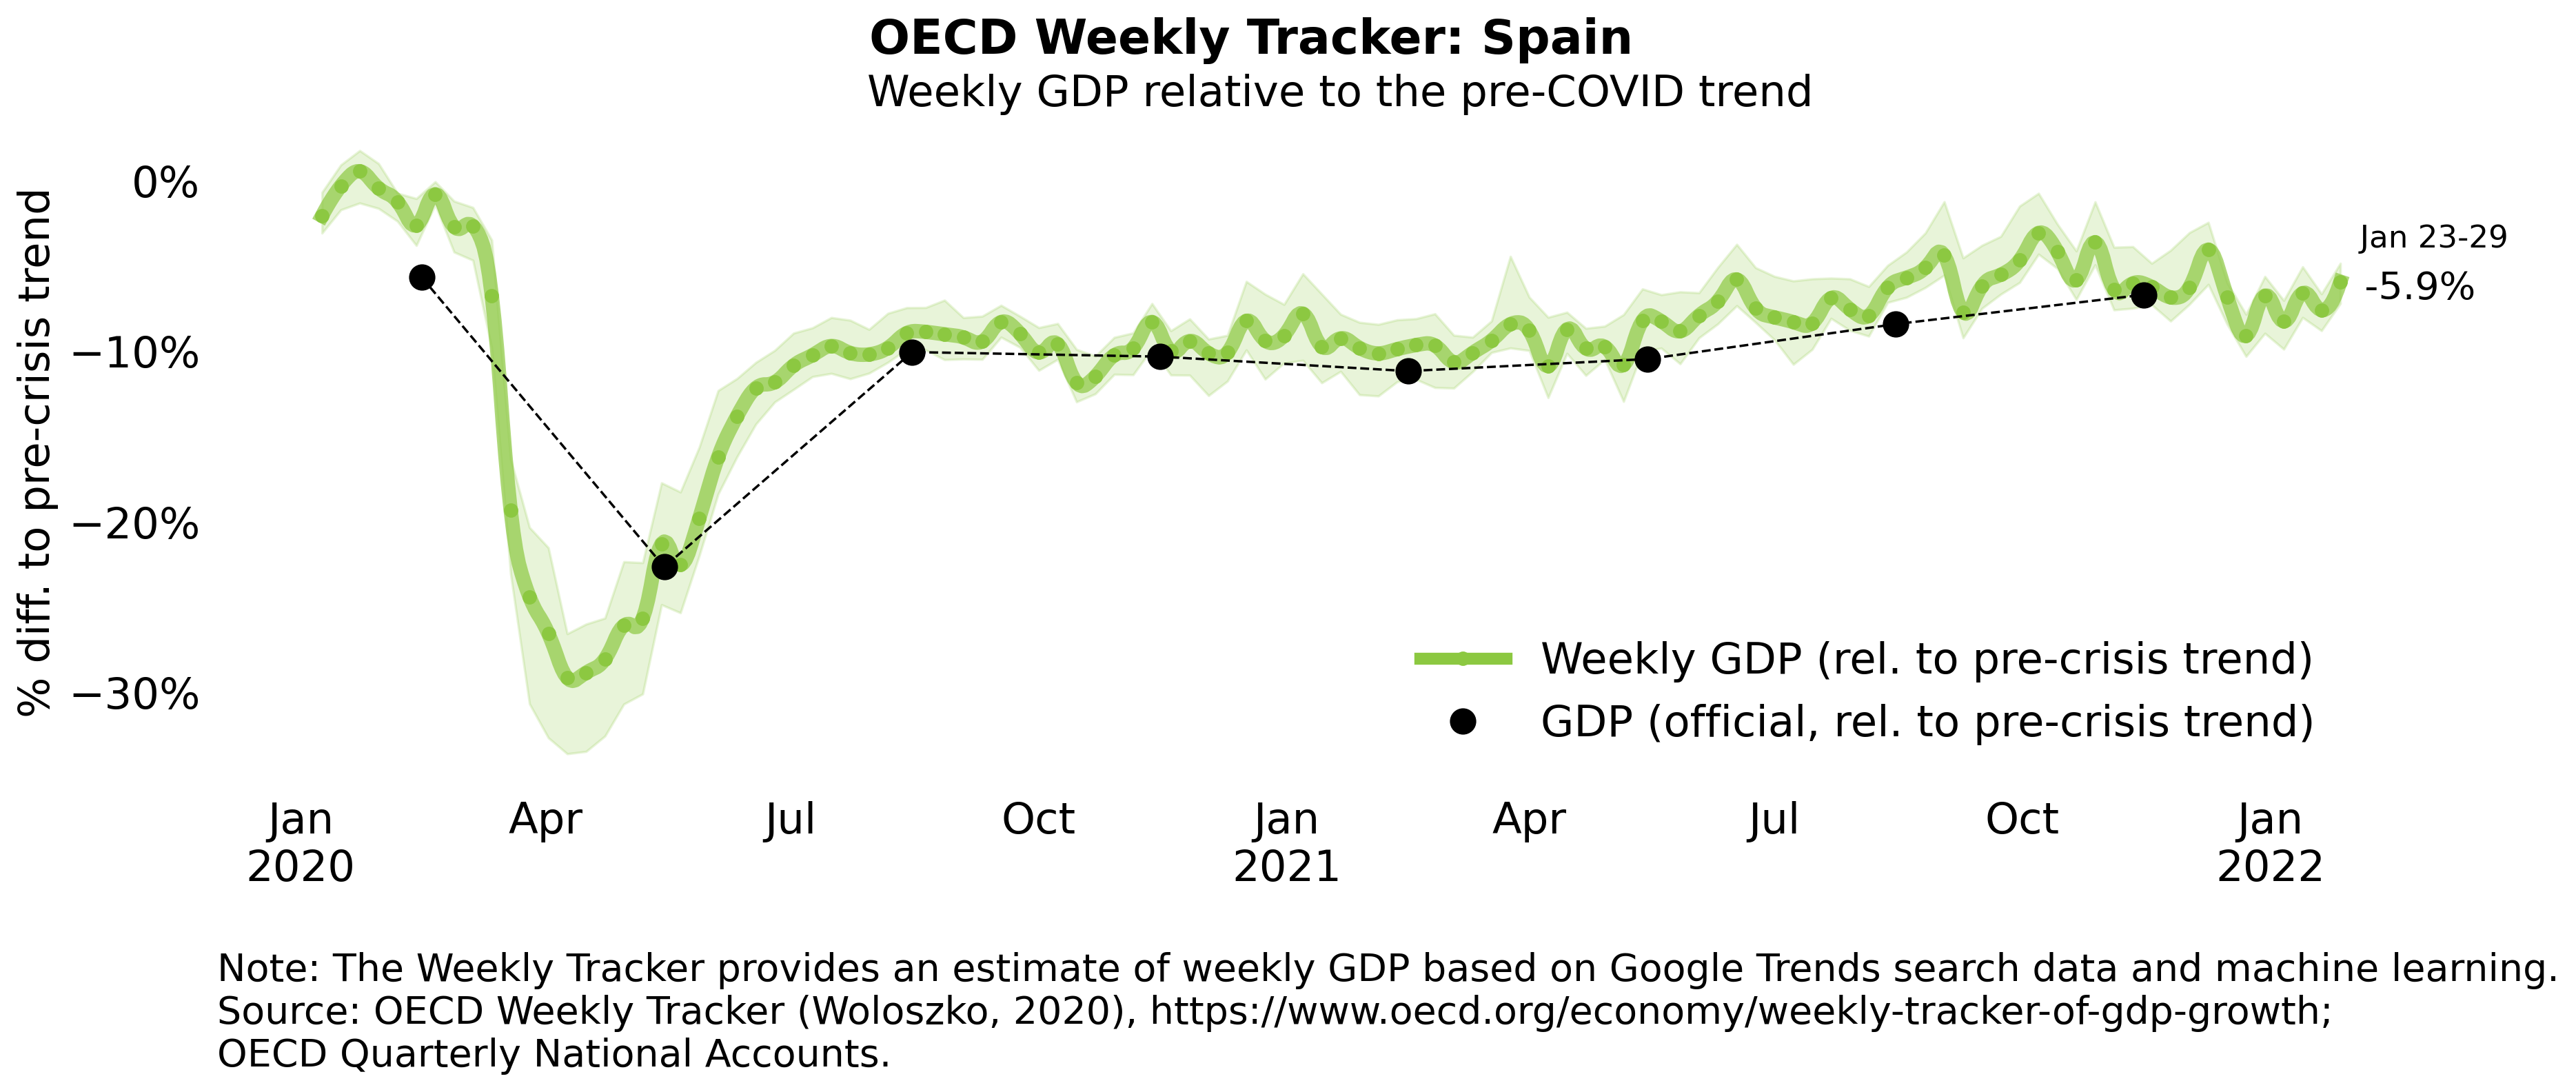 OECD Weekly Tracker: Spain
Weekly GDP relative to the pre-COVID trend
% diff. to pre-crisis trend
0%
−10%
−20%
−30%
Jan 23-29
-5.9%
Weekly GDP (rel. to pre-crisis trend)
GDP (official, rel. to pre-crisis trend)
Jan Apr Jul Oct Jan Apr Jul Oct Jan
2020 2021 2022
Note: The Weekly Tracker provides an estimate of weekly GDP based on Google Trends search data and machine learning.
Source: OECD Weekly Tracker (Woloszko, 2020), https://www.oecd.org/economy/weekly-tracker-of-gdp-growth;
OECD Quarterly National Accounts.